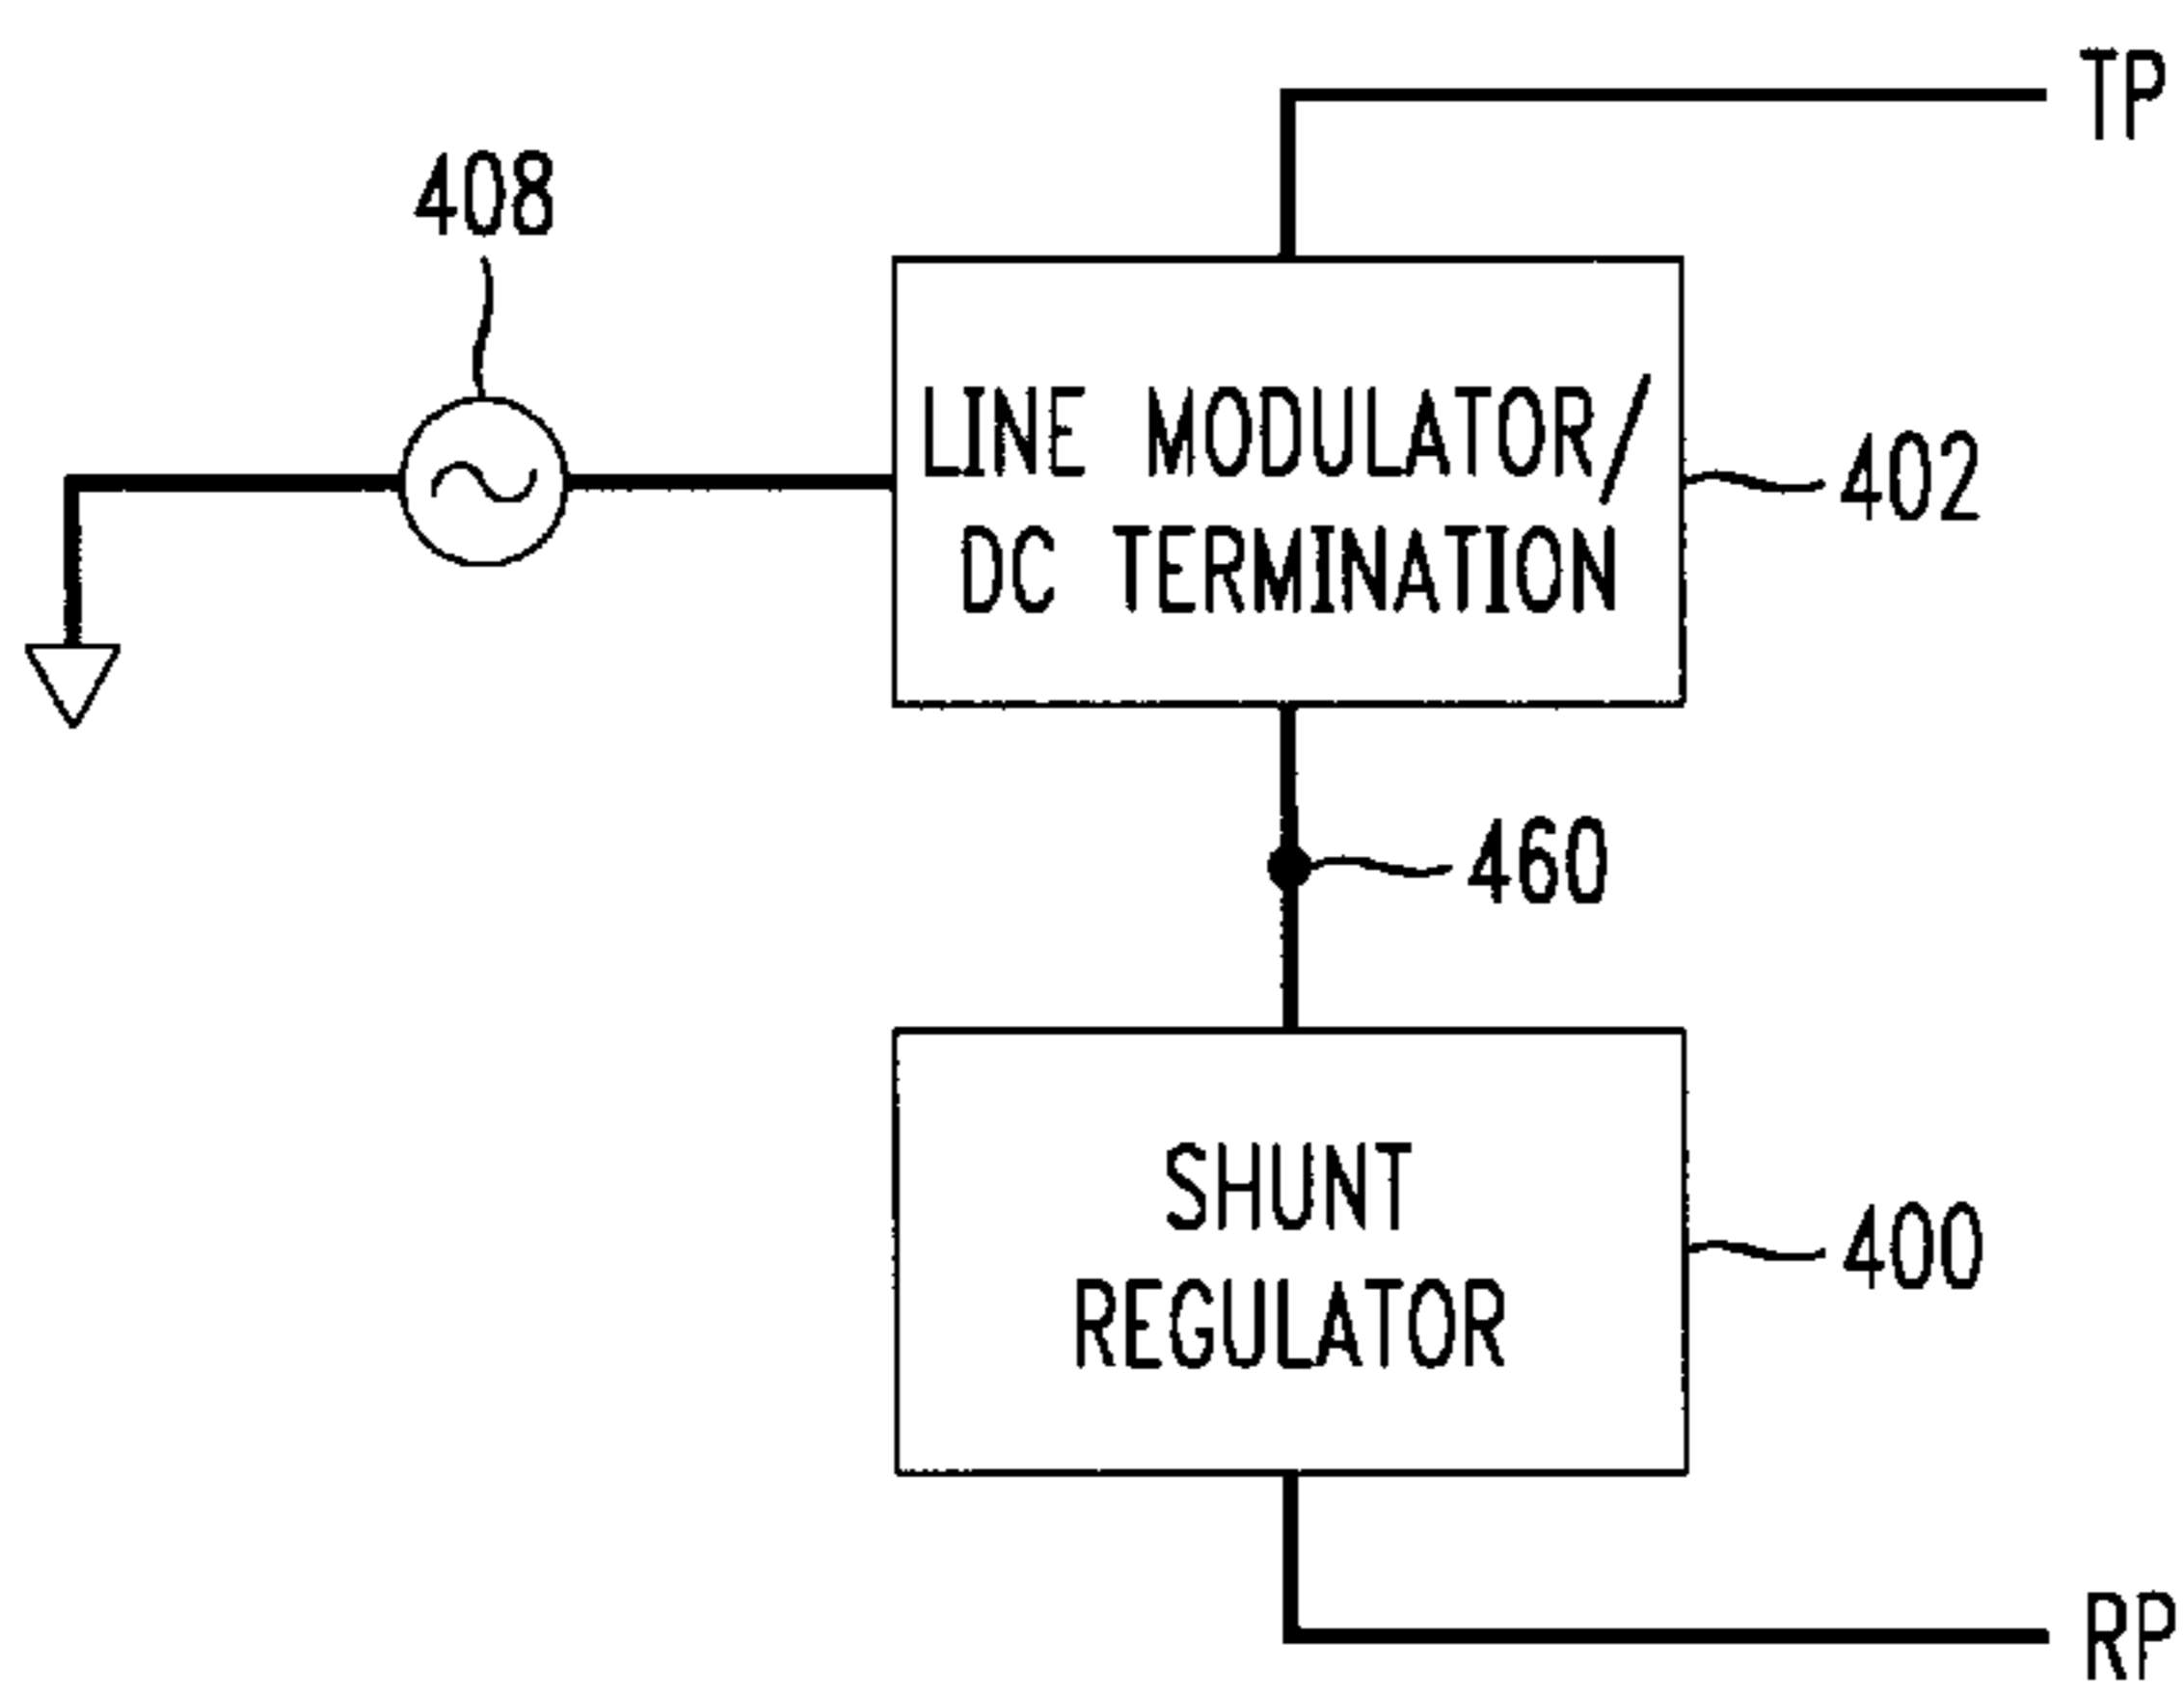 TP
408
LINE MODULATOR/
DC TERMINATION
402
460
SHUNT
REGULATOR
400
RP